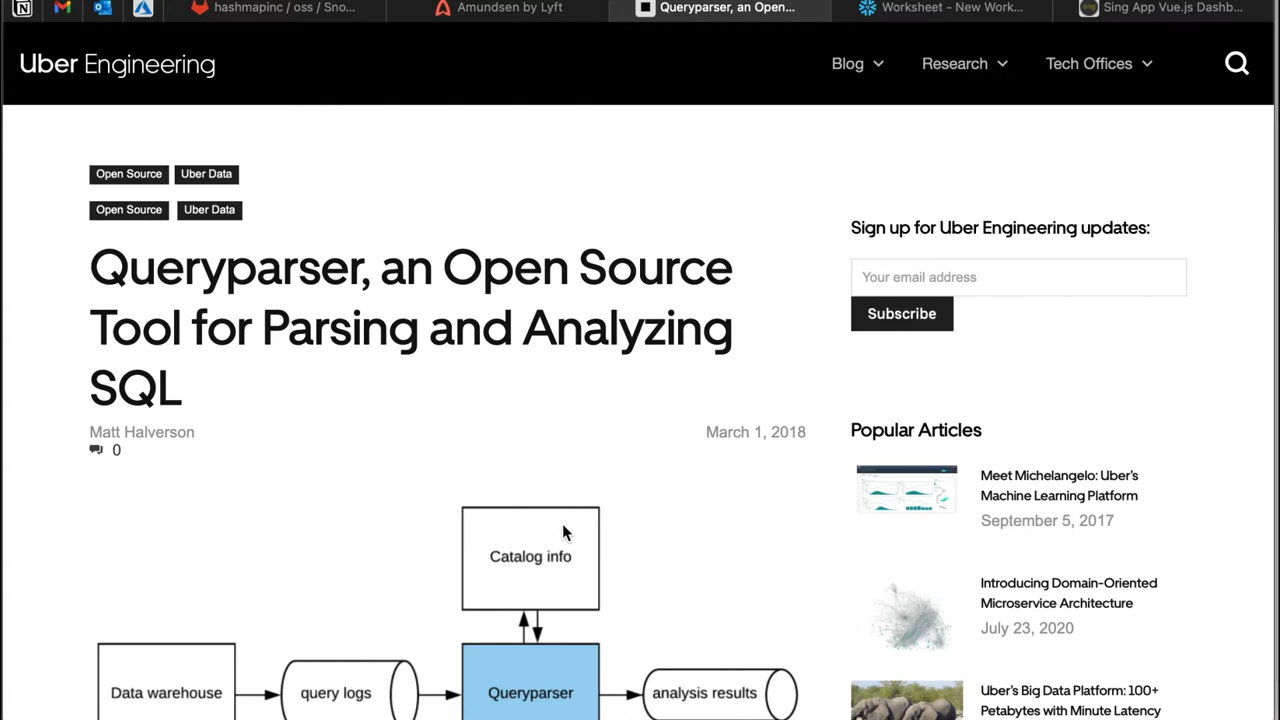 hashmapinc / oss / Sno...
Amundsen by Lyft
Queryparser, an Open...
Worksheet - New Work...
Sing App Vue.js Dashb...
Uber Engineering
Blog
Research
Tech Offices
Open Source
Uber Data
Open Source
Uber Data
Queryparser, an Open Source
Tool for Parsing and Analyzing
SQL
Matt Halverson
March 1, 2018
0
Catalog info
Data warehouse
query logs
Queryparser
analysis results
Sign up for Uber Engineering updates:
Your email address
Subscribe
Popular Articles
Meet Michelangelo: Uber's
Machine Learning Platform
September 5, 2017
Introducing Domain-Oriented
Microservice Architecture
July 23, 2020
Uber's Big Data Platform: 100+
Petabytes with Minute Latency